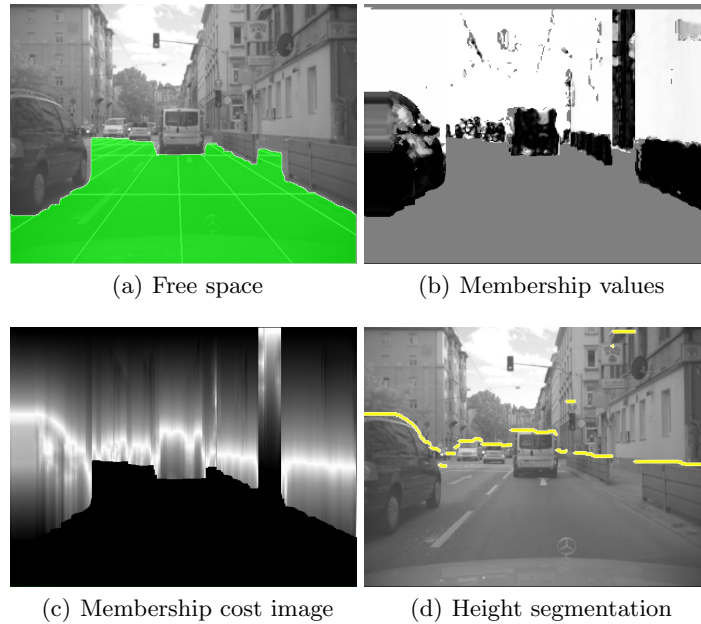 (a) Free space
(b) Membership values
(c) Membership cost image
(d) Height segmentation